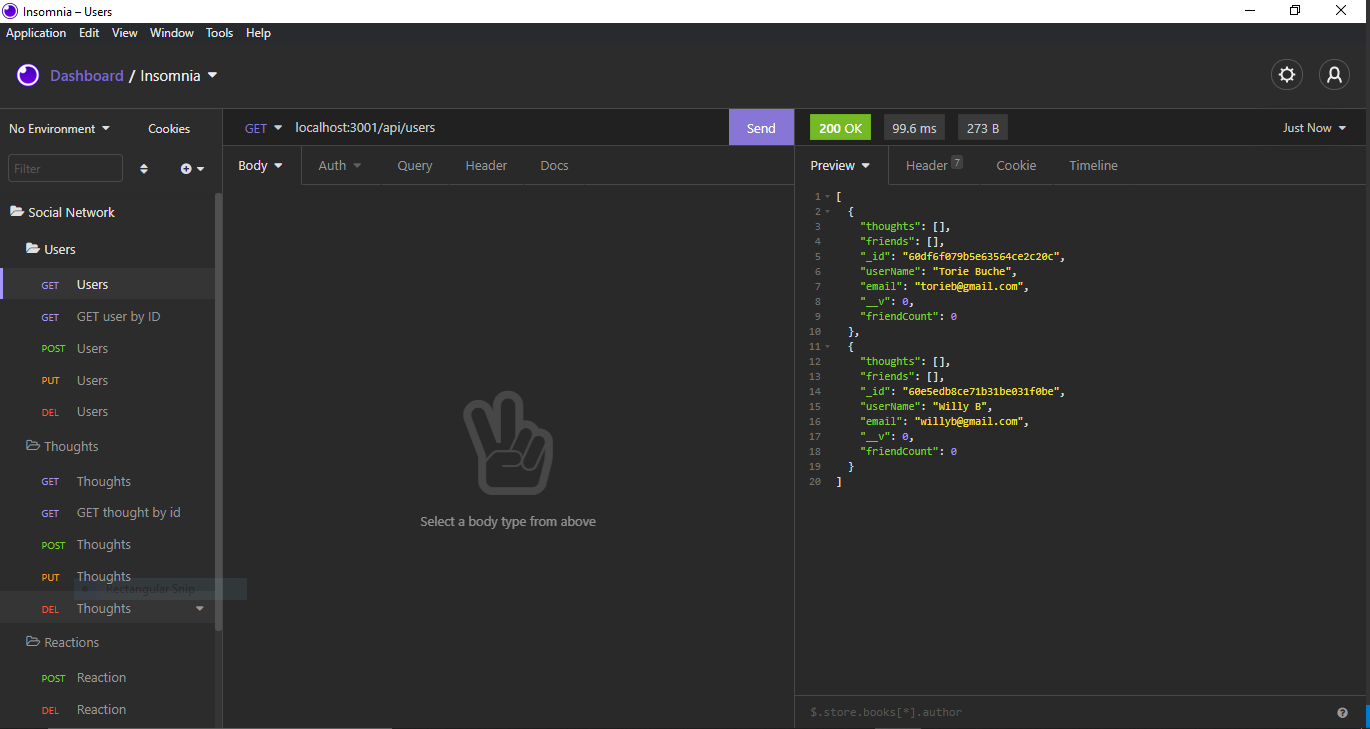 Insomnia – Users
Application Edit View Window Tools Help
Dashboard / Insomnia
No Environment Cookies
Filter
Social Network
Users
GET Users
GET GET user by ID
POST Users
PUT Users
DEL Users
Thoughts
GET Thoughts
GET GET thought by id
POST Thoughts
PUT Thoughts
Rectangular Snip
DEL Thoughts
Reactions
POST Reaction
DEL Reaction
GET localhost:3001/api/users Send
Body Auth Query Header Docs
Select a body type from above
200 OK 99.6 ms 273 B Just Now
Preview Header 7 Cookie Timeline
1 [
2 {
3 "thoughts": [],
4 "friends": [],
5 "_id": "60df6f079b5e63564ce2c20c",
6 "userName": "Torie Buche",
7 "email": "torieb@gmail.com",
8 "__v": 0,
9 "friendCount": 0
10 },
11 {
12 "thoughts": [],
13 "friends": [],
14 "_id": "60e5edb8ce71b31be031f0be",
15 "userName": "Willy B",
16 "email": "willyb@gmail.com",
17 "__v": 0,
18 "friendCount": 0
19 }
20 ]
$.store.books[*].author